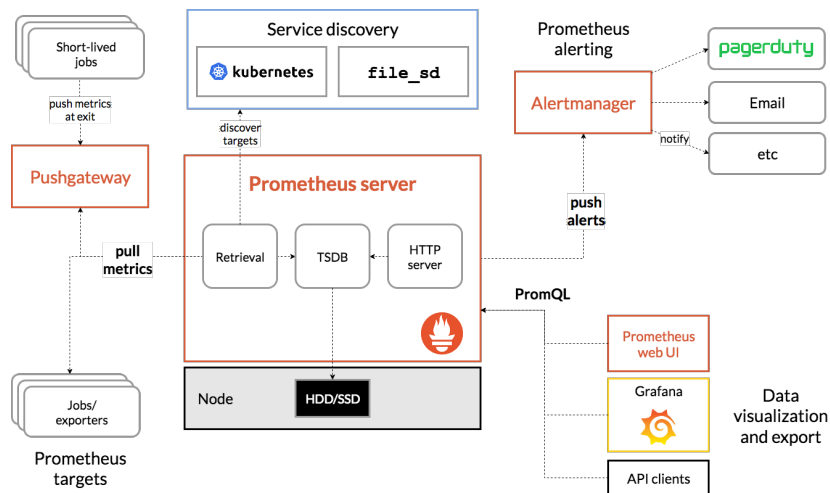 Short-lived
jobs
push metrics
at exit
Pushgateway
pull
metrics
Jobs/
exporters
Prometheus
targets
Service discovery
kubernetes
file_sd
discover
targets
Prometheus server
Retrieval
TSDB
HTTP
server
Node
HDD/SSD
Prometheus
alerting
Alertmanager
pagerduty
Email
notify
etc
push
alerts
PromQL
Prometheus
web UI
Grafana
API clients
Data
visualization
and export